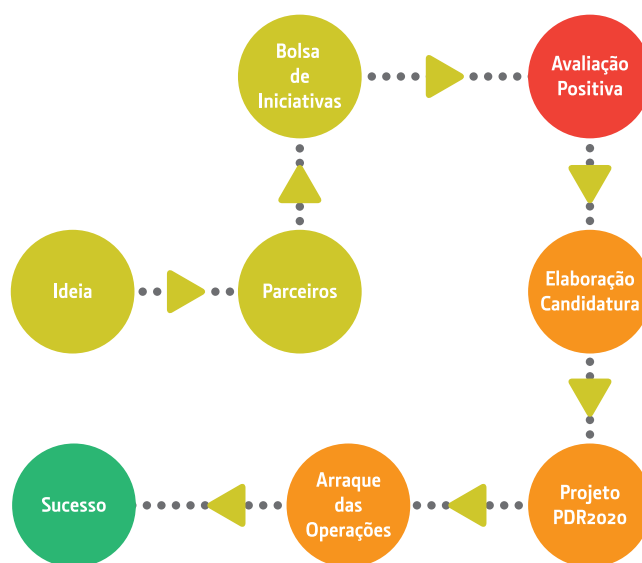 Ideia
Parceiros
Bolsa
de
Iniciativas
Avaliação
Positiva
Elaboração
Candidatura
Projeto
PDR2020
Arraque
das
Operações
Sucesso